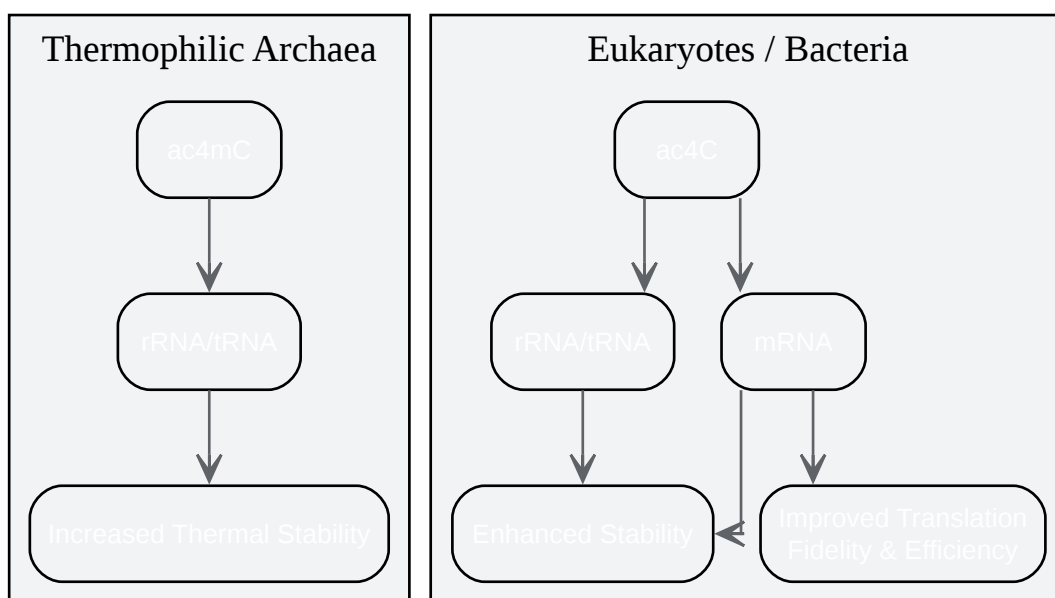 Thermophilic Archaea
ac4mC
rRNA/tRNA
Increased Thermal Stability
Eukaryotes / Bacteria
ac4C
rRNA/tRNA
mRNA
Enhanced Stability
Improved Translation
Fidelity & Efficiency